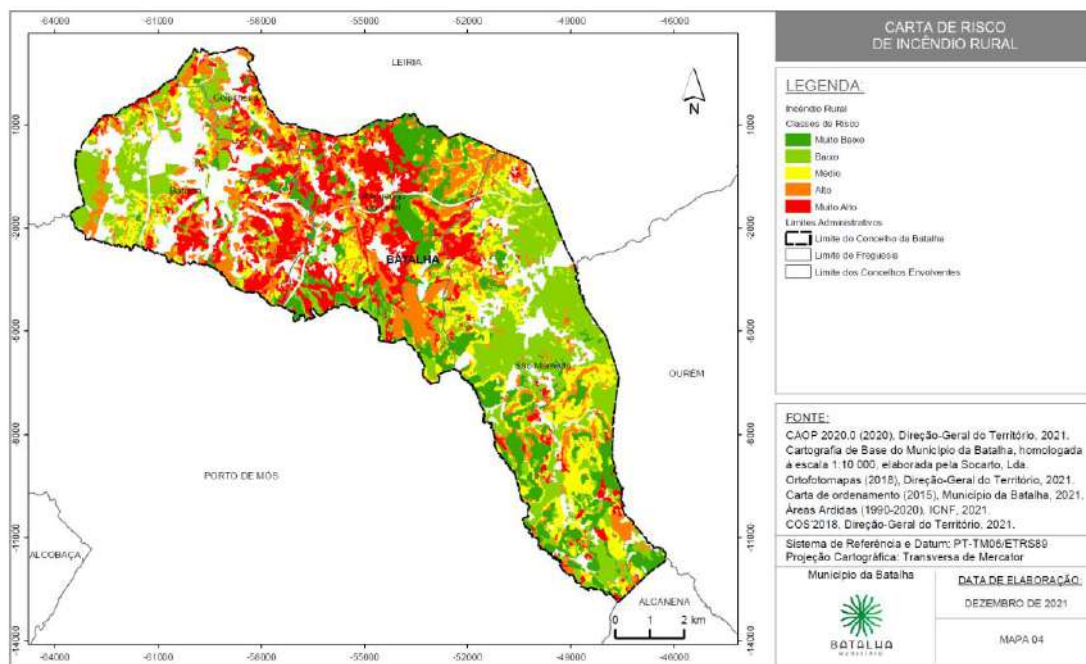 -64000
-61000
-58000
-55000
-52000
-49000
-46000
LEIRIA
N
BATALHA
OURÉM
PORTO DE MÓS
ALCOBAÇA
ALCANENA
0 1 2 km
-2000
-5000
-8000
-11000
-14000
-64000
-61000
-55000
-52000
-49000
-46000
CARTA DE RISCO
DE INCÊNDIO RURAL
LEGENDA:
Incêndio Rural
Classes de Risco
Muito Baixo
Baixo
Médio
Alto
Muito Alto
Limites Administrativos
Limite do Concelho da Batalha
Limite de Freguesia
Limite dos Concelhos Envolventes
FONTE:
CAOP 2020.0 (2020), Direção-Geral do Território, 2021.
Cartografia de Base do Município da Batalha, homologada
à escala 1:10 000, elaborada pela Socarto, Lda.
Ortofotomapas (2018), Direção-Geral do Território, 2021.
Carta de ordenamento (2015), Município da Batalha, 2021.
Áreas Ardidas (1990-2020), ICNF, 2021.
COS'2018, Direção-Geral do Território, 2021.
Sistema de Referência e Datum: PT-TM06/ETRS89
Projeção Cartográfica: Transversa de Mercator
Município da Batalha
BATALHA
MUNICÍPIO
DATA DE ELABORAÇÃO:
DEZEMBRO DE 2021
MAPA 04